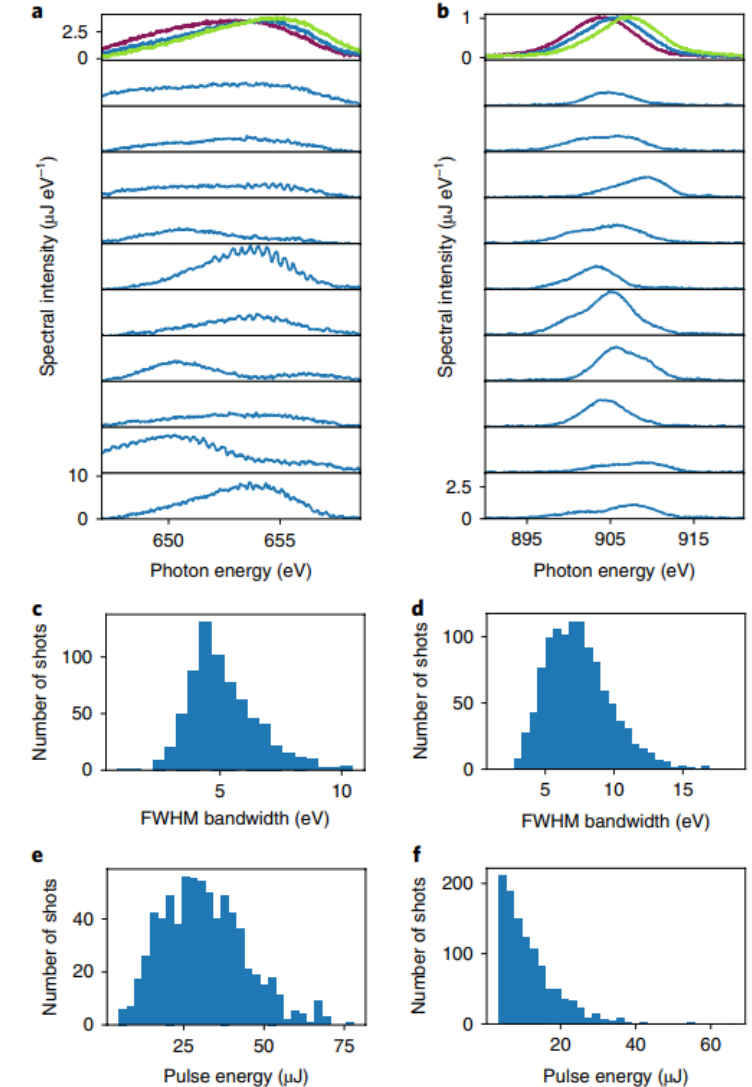 a
2.5
0
Spectral intensity (μJ eV⁻¹)
10
0
650 655
Photon energy (eV)
b
1
0
Spectral intensity (μJ eV⁻¹)
2.5
0
895 905 915
Photon energy (eV)
c
Number of shots
100
50
0
5 10
FWHM bandwidth (eV)
d
Number of shots
100
50
0
5 10 15
FWHM bandwidth (eV)
e
Number of shots
40
20
0
25 50 75
Pulse energy (μJ)
f
Number of shots
200
100
0
20 40 60
Pulse energy (μJ)